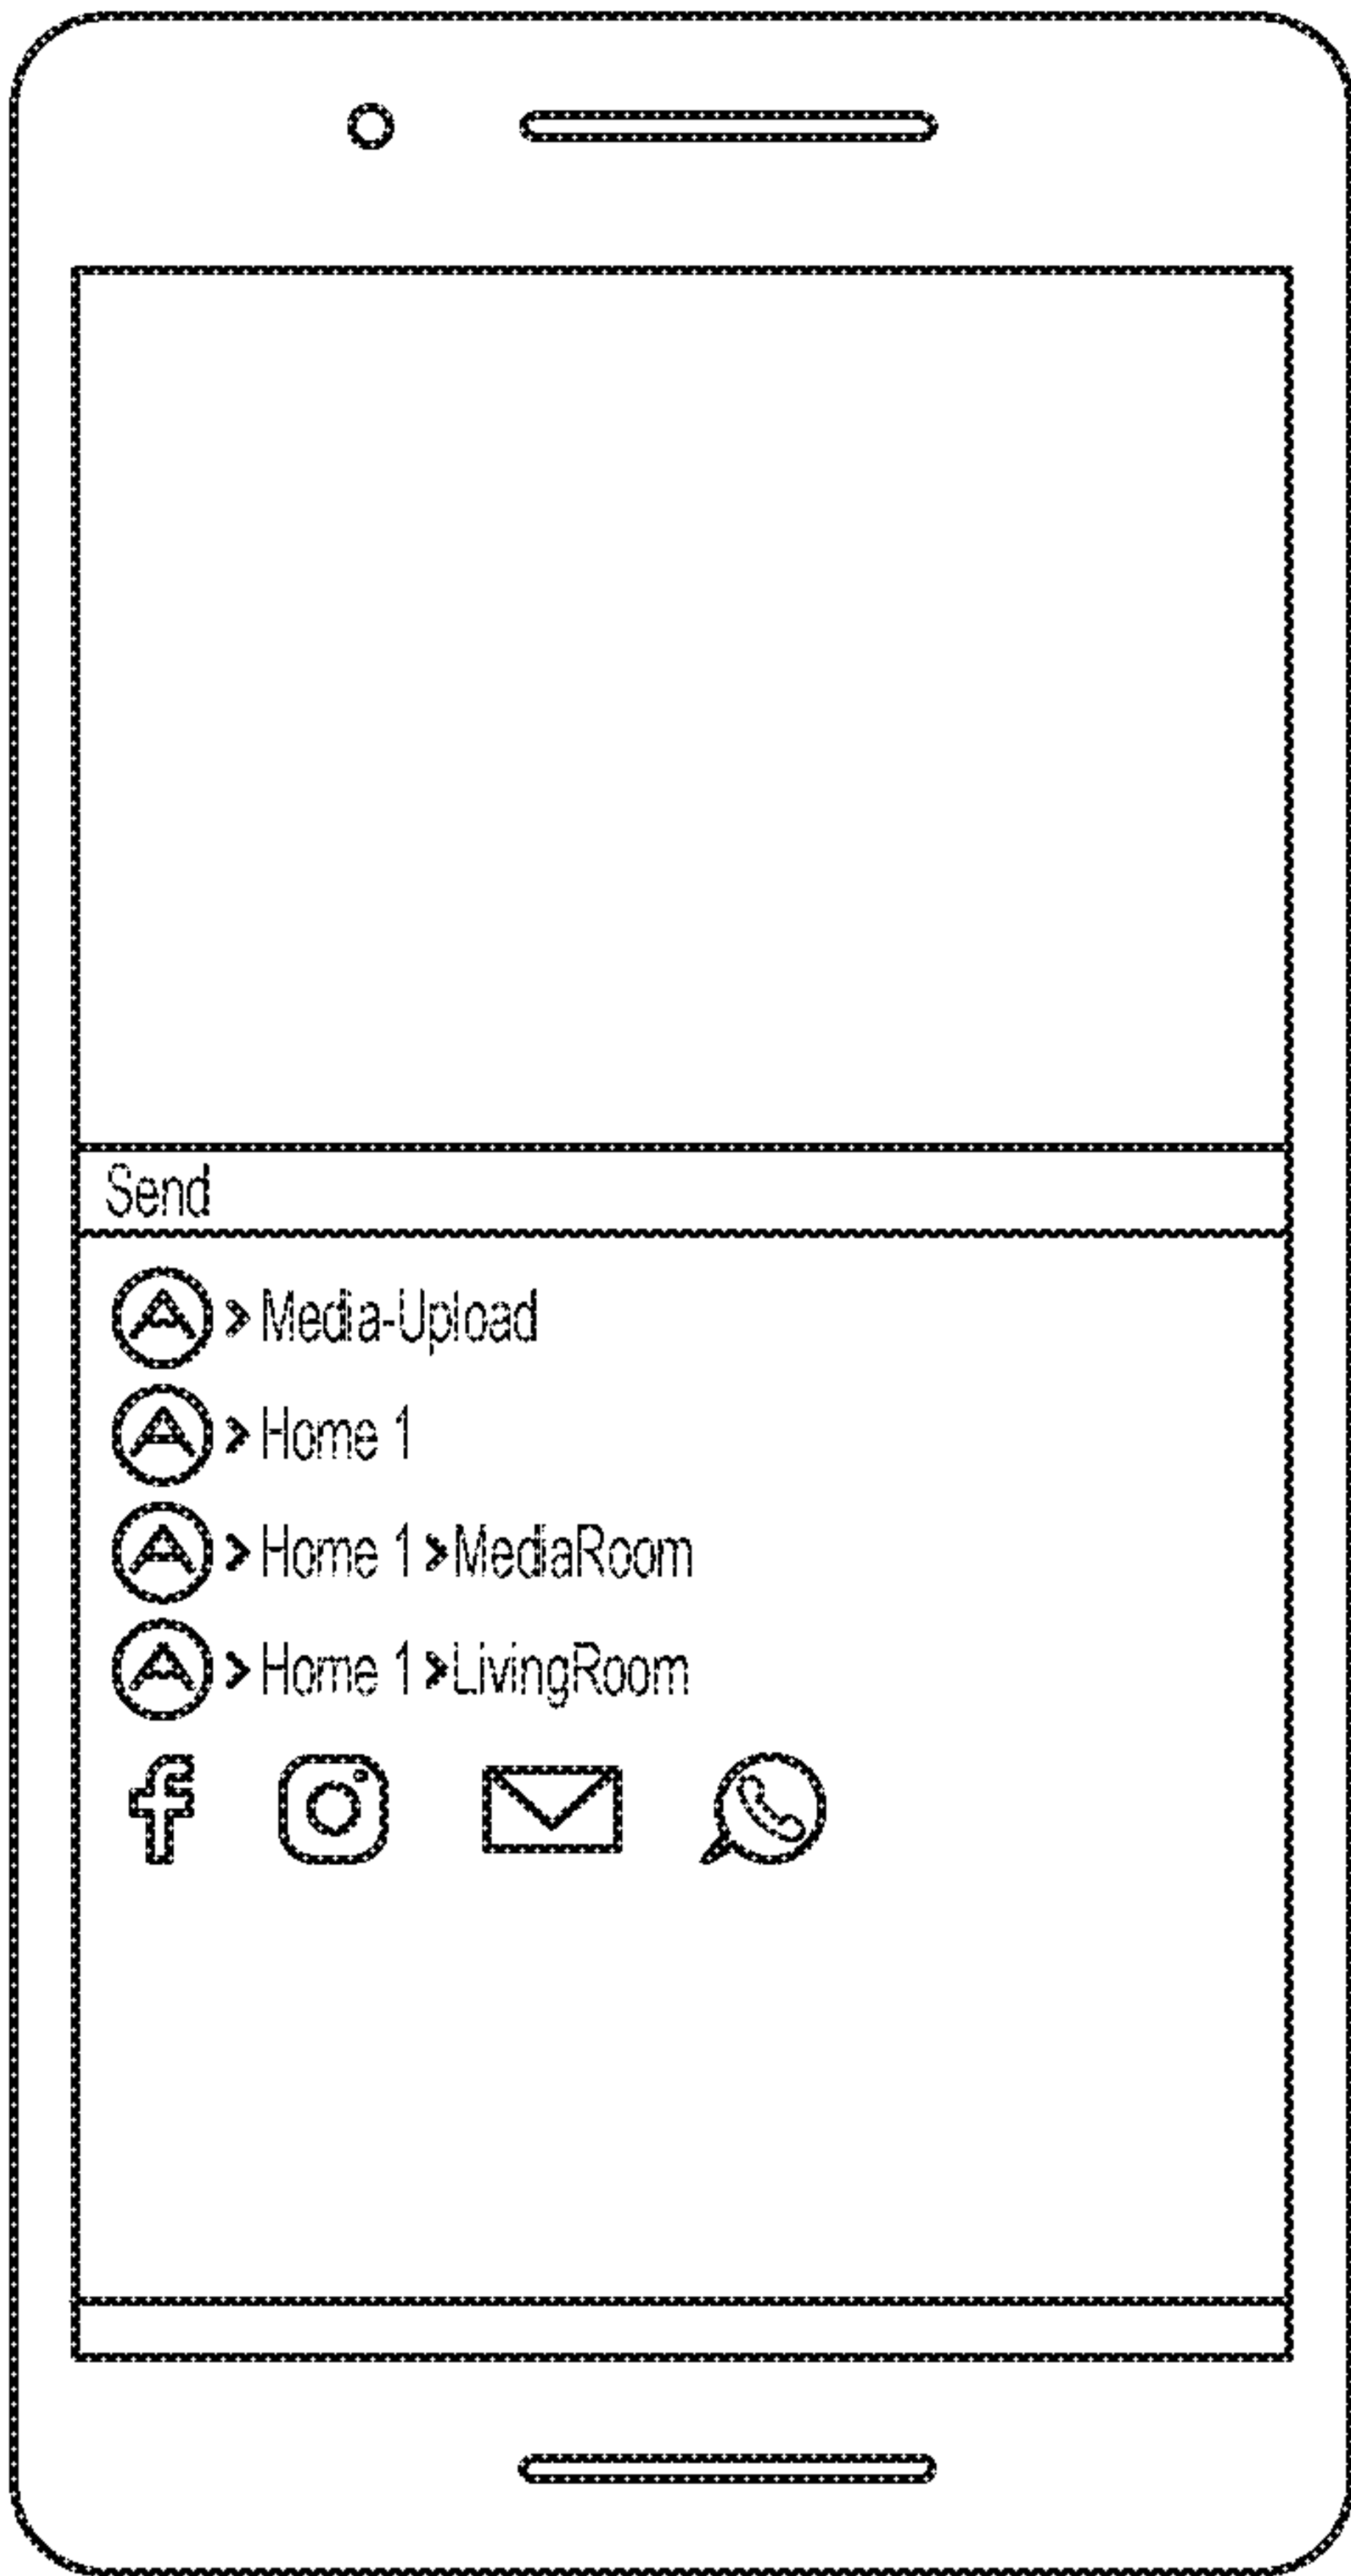 Send
A > Media-Upload
A > Home 1
A > Home 1 > MediaRoom
A > Home 1 > LivingRoom
f